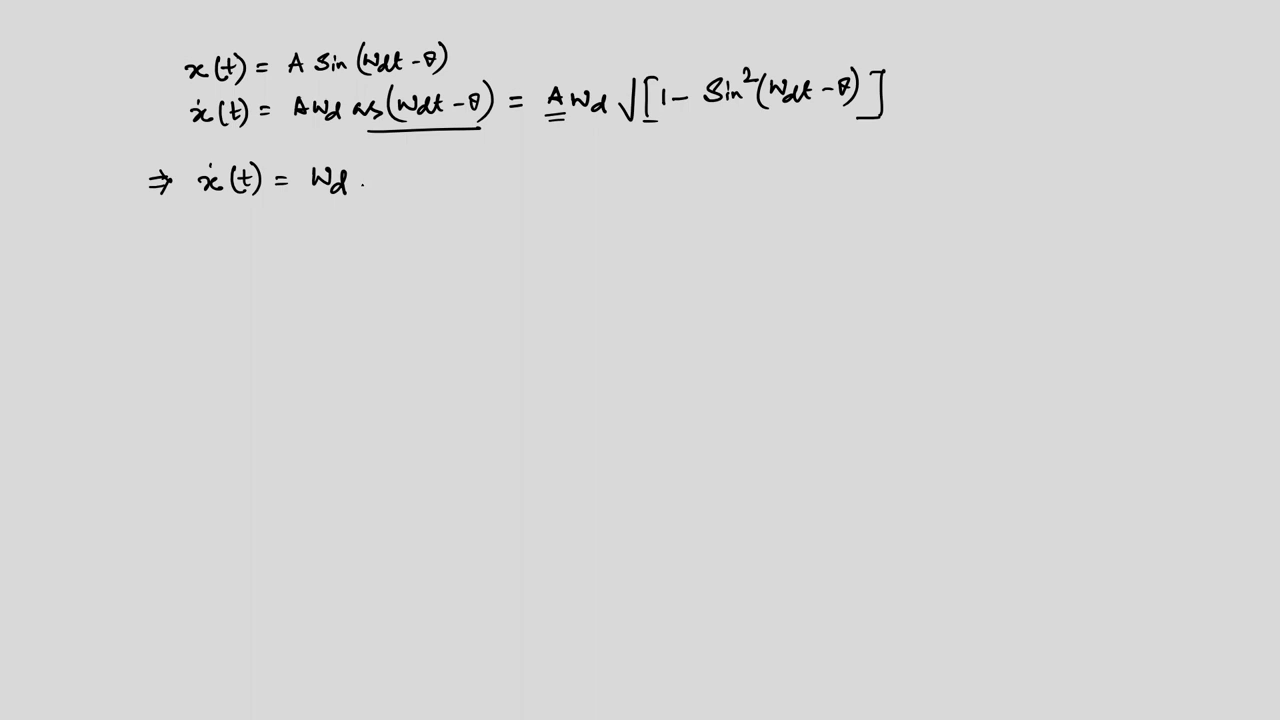 x(t) = A Sin (ωdt - θ)
ẋ(t) = Aωd cos(ωdt - θ) = Aωd √[1 - Sin²(ωdt - θ)]
⇒ ẋ(t) = ωd .